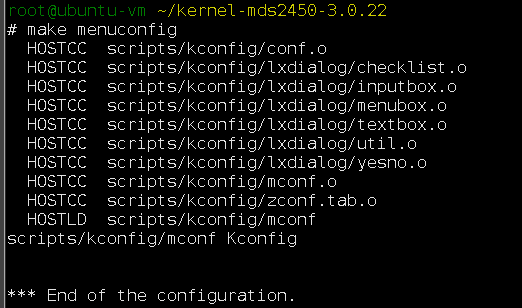 root@ubuntu-vm ~/kernel-mds2450-3.0.22
# make menuconfig
HOSTCC scripts/kconfig/conf.o
HOSTCC scripts/kconfig/lxdialog/checklist.o
HOSTCC scripts/kconfig/lxdialog/inputbox.o
HOSTCC scripts/kconfig/lxdialog/menubox.o
HOSTCC scripts/kconfig/lxdialog/textbox.o
HOSTCC scripts/kconfig/lxdialog/util.o
HOSTCC scripts/kconfig/lxdialog/yesno.o
HOSTCC scripts/kconfig/mconf.o
HOSTCC scripts/kconfig/zconf.tab.o
HOSTLD scripts/kconfig/mconf
scripts/kconfig/mconf Kconfig
*** End of the configuration.